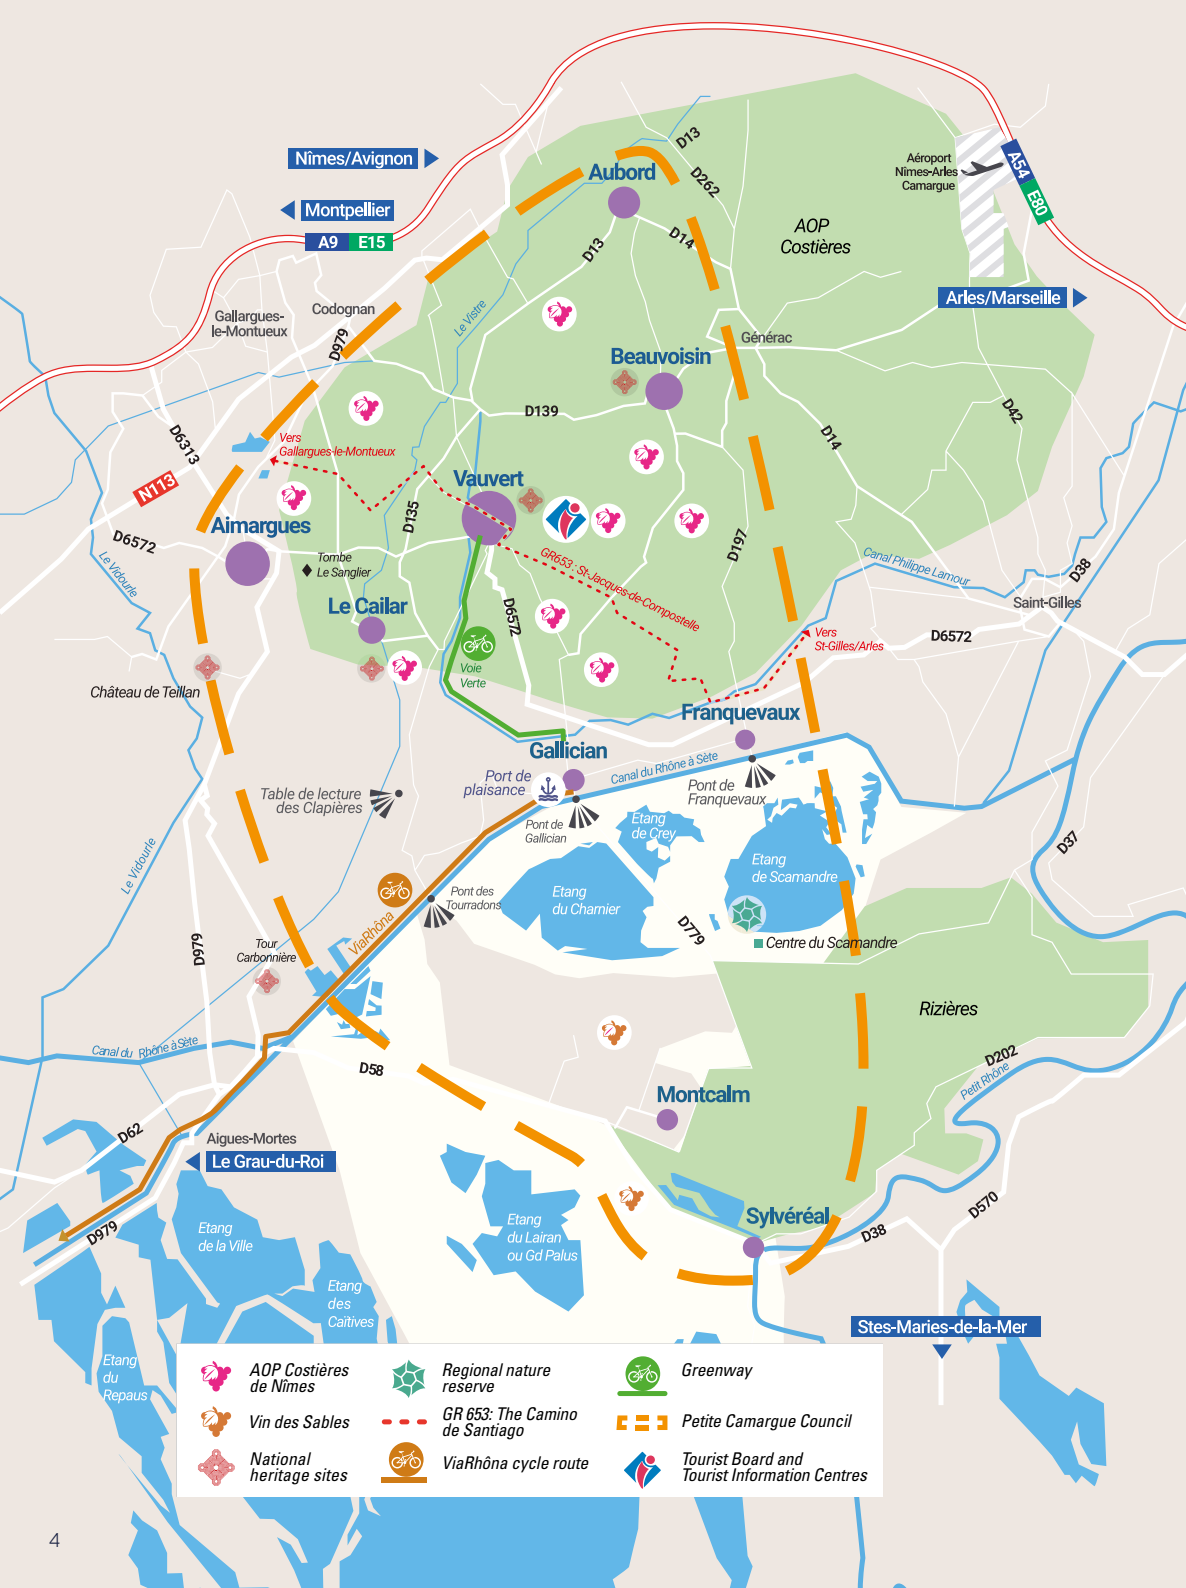 Nîmes/Avignon
Montpellier
A9 E15
Aubord
D13
D262
D14
D13
AOP
Costières
Aéroport
Nîmes-Arles
Camargue
A54
E80
Arles/Marseille
Gallargues-
le-Montueux
Codognan
D979
Le Vistre
Beauvoisin
Générac
D139
D42
D14
D6313
N113
Vers
Gallargues-le-Montueux
Vauvert
D135
Aimargues
D6572
Le Vidourle
Tombe
Le Sanglier
Le Cailar
D6572
GR653 : St-Jacques-de-Compostelle
D197
Canal Philippe Lamour
D38
Saint-Gilles
D6572
Vers
St-Gilles/Arles
Voie
Verte
Château de Teillan
Franquevaux
Gallician
Port de
plaisance
Canal du Rhône à Sète
Pont de
Franquevaux
Table de lecture
des Clapières
Pont de
Gallician
Etang
de Crey
Etang
de Scamandre
D37
Le Vidourle
Etang
du Charnier
Pont des
Tourradons
ViaRhôna
D779
Centre du Scamandre
D979
Tour
Carbonnière
Rizières
Canal du Rhône à Sète
D58
D202
Petit Rhône
Montcalm
D62
Aigues-Mortes
Le Grau-du-Roi
D979
Etang
de la Ville
Etang
du Lairan
ou Gd Palus
Sylvéréal
D38
D570
Etang
des
Caïtives
Stes-Maries-de-la-Mer
Etang
du
Repaus
AOP Costières
de Nîmes
Regional nature
reserve
Greenway
Vin des Sables
GR 653: The Camino
de Santiago
Petite Camargue Council
National
heritage sites
ViaRhôna cycle route
Tourist Board and
Tourist Information Centres
4